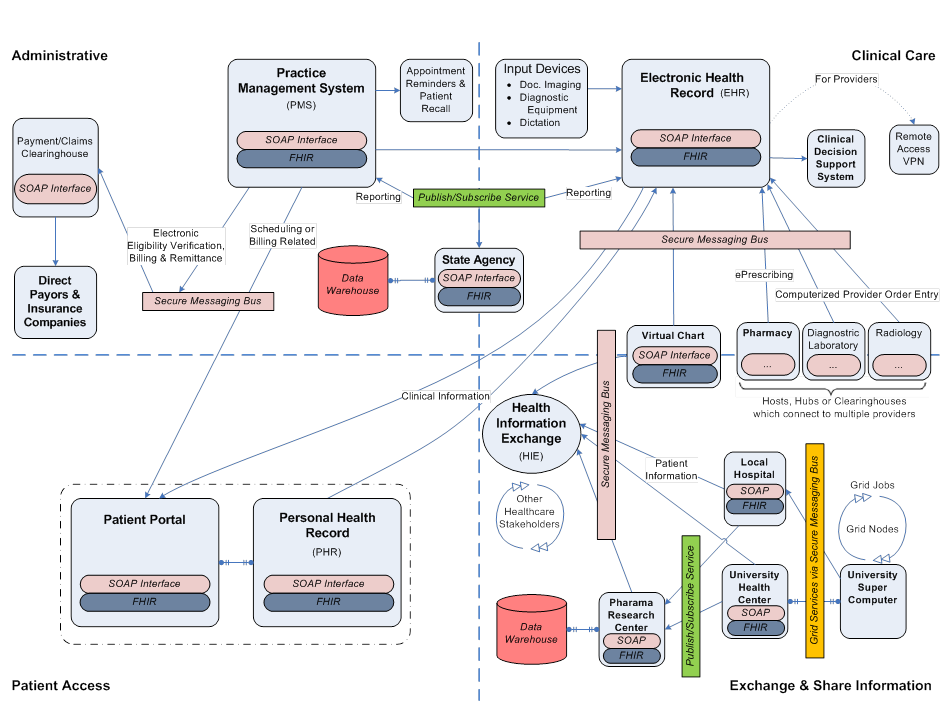 Administrative
Clinical Care
Practice
Management System
(PMS)
SOAP Interface
FHIR
Appointment
Reminders &
Patient
Recall
Input Devices
• Doc. Imaging
• Diagnostic
Equipment
• Dictation
Electronic Health
Record (EHR)
SOAP Interface
FHIR
For Providers
Remote
Access
VPN
Clinical
Decision
Support
System
Payment/Claims
Clearinghouse
SOAP Interface
Direct
Payors &
Insurance
Companies
Electronic
Eligibility Verification,
Billing & Remittance
Scheduling or
Billing Related
Secure Messaging Bus
Reporting
Publish/Subscribe Service
Reporting
Data
Warehouse
State Agency
SOAP Interface
FHIR
Secure Messaging Bus
ePrescribing
Computerized Provider Order Entry
Virtual Chart
SOAP Interface
FHIR
Pharmacy
...
Diagnostric
Laboratory
...
Radiology
...
Hosts, Hubs or Clearinghouses
which connect to multiple providers
Clinical Information
Health
Information
Exchange
(HIE)
Secure Messaging Bus
Other
Healthcare
Stakeholders
Patient
Information
Local
Hospital
SOAP
FHIR
Grid Jobs
Grid Nodes
Grid Services via Secure Messaging Bus
University
Super
Computer
University
Health
Center
SOAP
FHIR
Publish/Subscribe Service
Pharama
Research
Center
SOAP
FHIR
Data
Warehouse
Patient Portal
SOAP Interface
FHIR
Personal Health
Record
(PHR)
SOAP Interface
FHIR
Patient Access
Exchange & Share Information